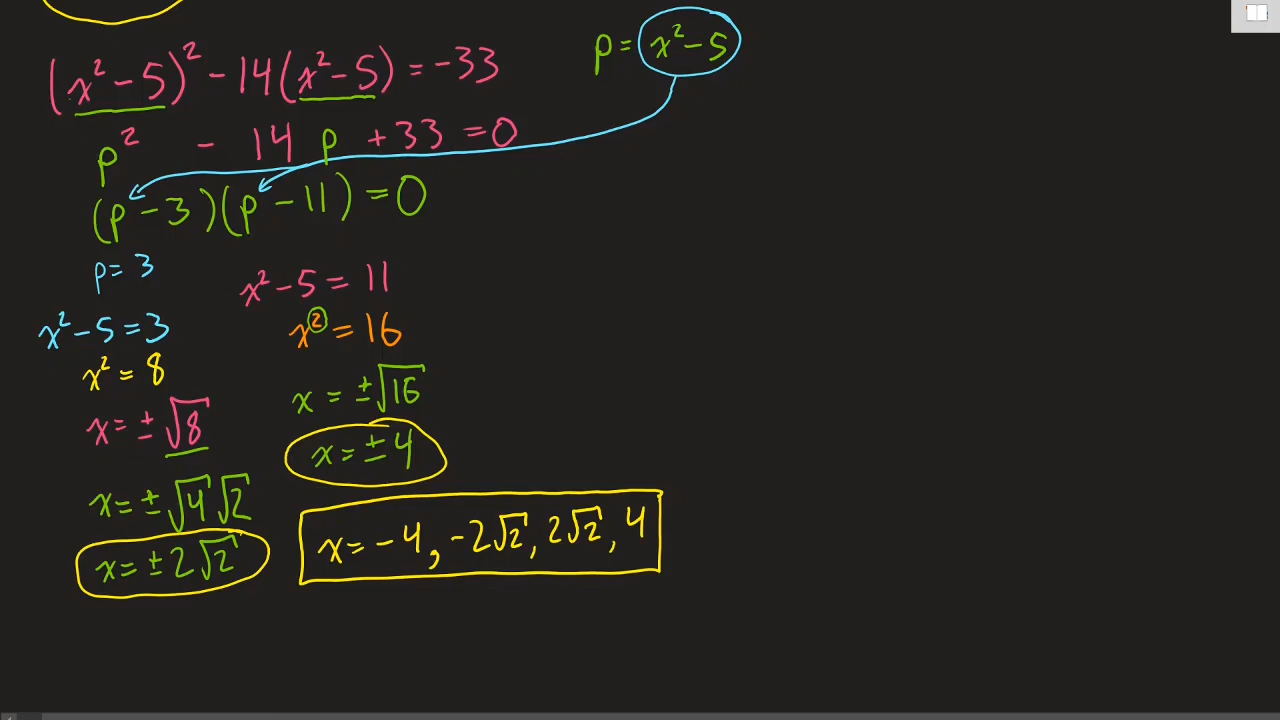 (x² - 5)² - 14(x² - 5) = -33
p = x² - 5
p² - 14p + 33 = 0
(p - 3)(p - 11) = 0
p = 3
x² - 5 = 3
x² = 8
x = ± √8
x = ± √4 √2
x = ± 2√2
x² - 5 = 11
x² = 16
x = ± √16
x = ± 4
x = -4, -2√2, 2√2, 4